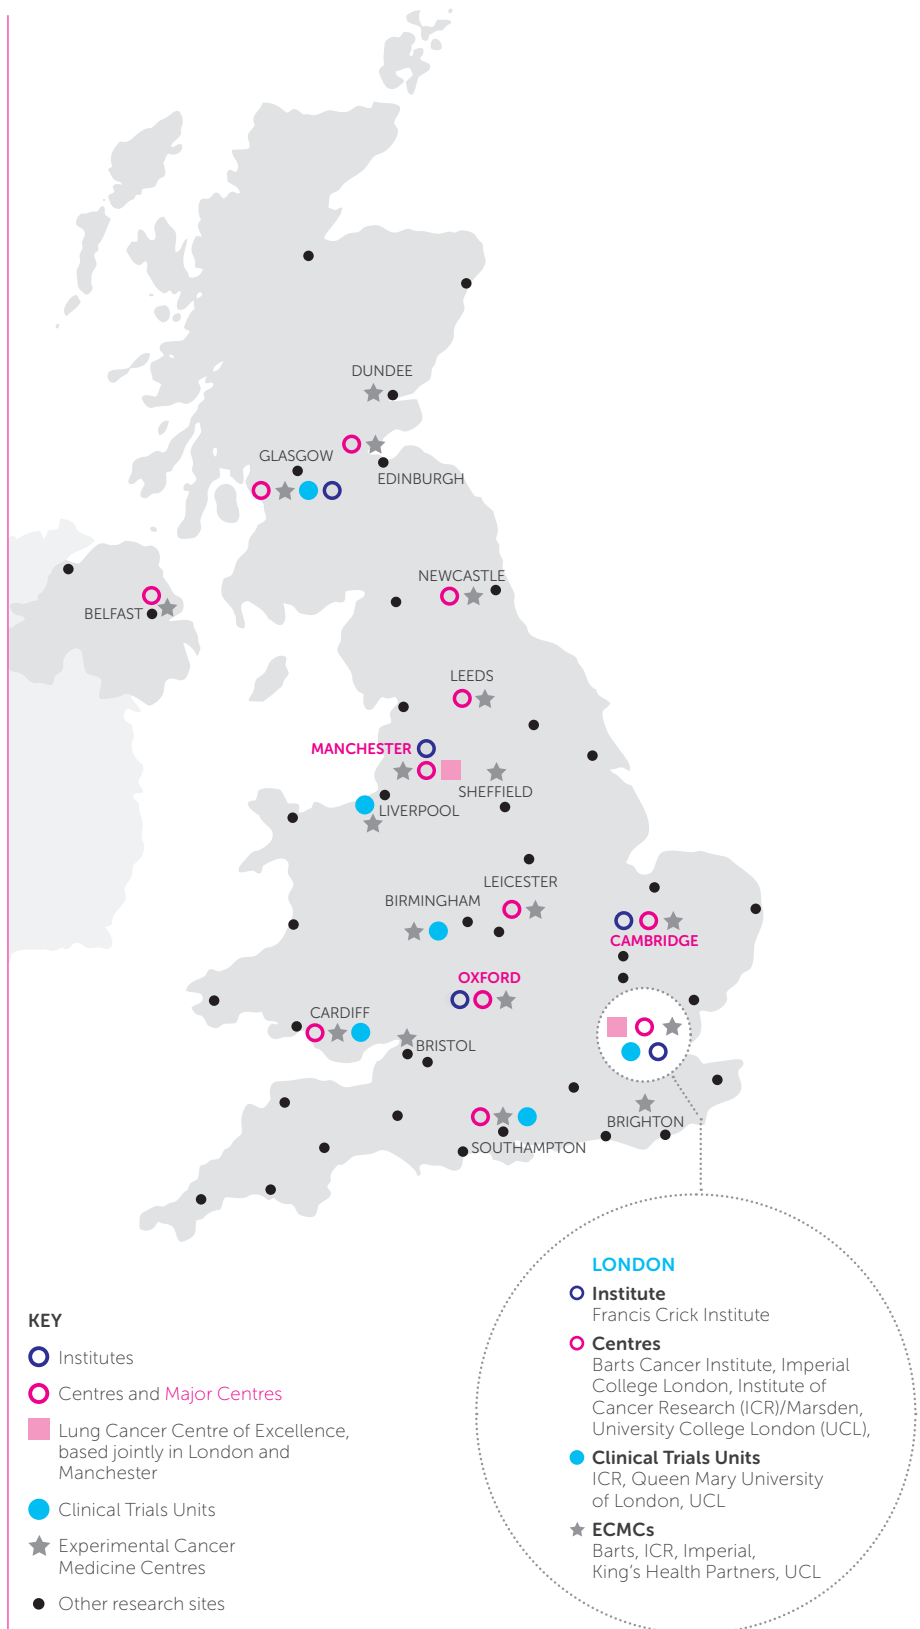 DUNDEE
GLASGOW
EDINBURGH
NEWCASTLE
BELFAST
LEEDS
MANCHESTER
SHEFFIELD
LIVERPOOL
LEICESTER
BIRMINGHAM
CAMBRIDGE
OXFORD
CARDIFF
BRISTOL
BRIGHTON
SOUTHAMPTON
LONDON
Institute
Francis Crick Institute
Centres
Barts Cancer Institute, Imperial
College London, Institute of
Cancer Research (ICR)/Marsden,
University College London (UCL),
Clinical Trials Units
ICR, Queen Mary University
of London, UCL
ECMCs
Barts, ICR, Imperial,
King's Health Partners, UCL
KEY
Institutes
Centres and Major Centres
Lung Cancer Centre of Excellence,
based jointly in London and
Manchester
Clinical Trials Units
Experimental Cancer
Medicine Centres
Other research sites